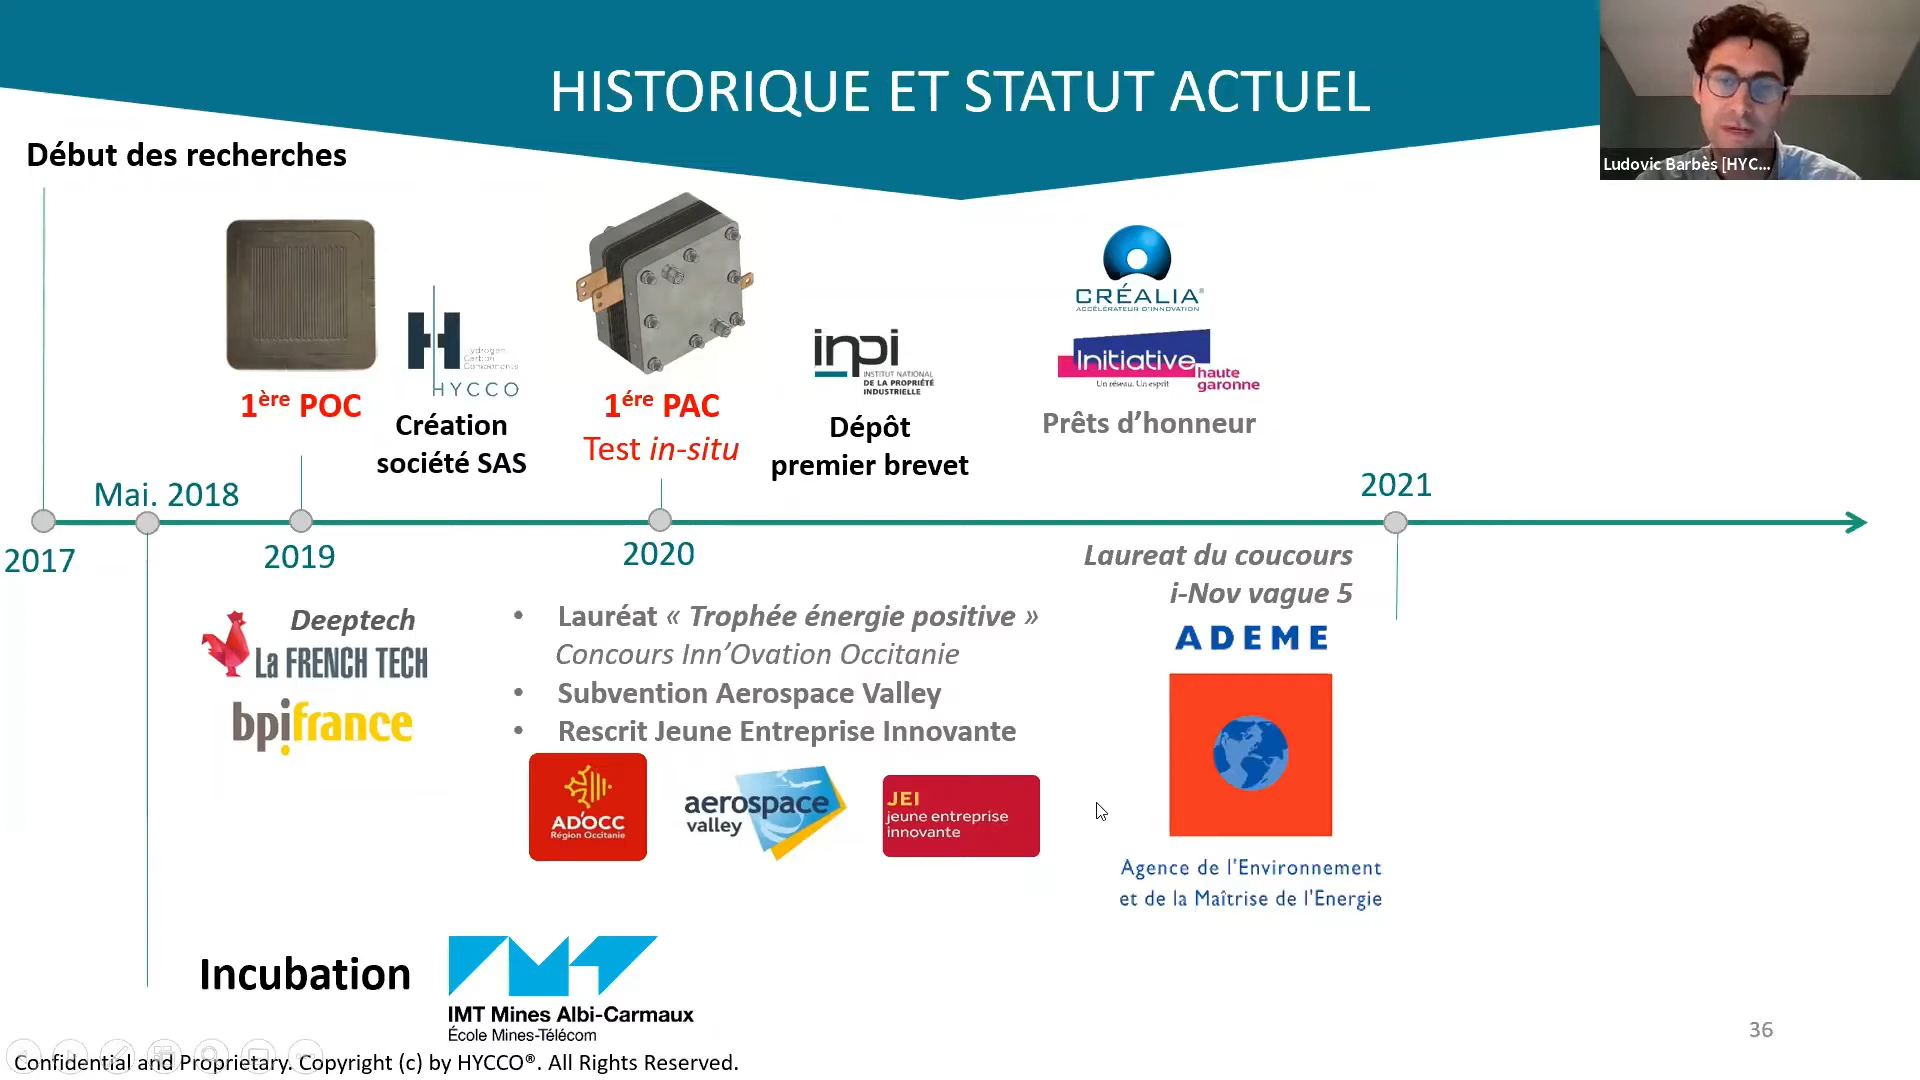 HISTORIQUE ET STATUT ACTUEL
Ludovic Barbès [HYC...
Début des recherches
Hydrogen
Carbon
Components
HYCCO
1ère POC
Création
société SAS
1ére PAC
Test in-situ
inpi
INSTITUT NATIONAL
DE LA PROPRIÉTÉ
INDUSTRIELLE
Dépôt
premier brevet
CRÉALIA
ACCÉLÉRATEUR D'INNOVATION
Initiative
haute
garonne
Un réseau. Un esprit
Prêts d’honneur
Mai. 2018
2021
2017
2019
2020
Deeptech
La FRENCH TECH
bpifrance
• Lauréat « Trophée énergie positive »
Concours Inn’Ovation Occitanie
• Subvention Aerospace Valley
• Rescrit Jeune Entreprise Innovante
AD'OCC
Région Occitanie
aerospace
valley
JEI
jeune entreprise
innovante
Laureat du coucours
i-Nov vague 5
ADEME
Agence de l'Environnement
et de la Maîtrise de l'Energie
Incubation
IMT Mines Albi-Carmaux
École Mines-Télécom
36
Confidential and Proprietary. Copyright (c) by HYCCO®. All Rights Reserved.